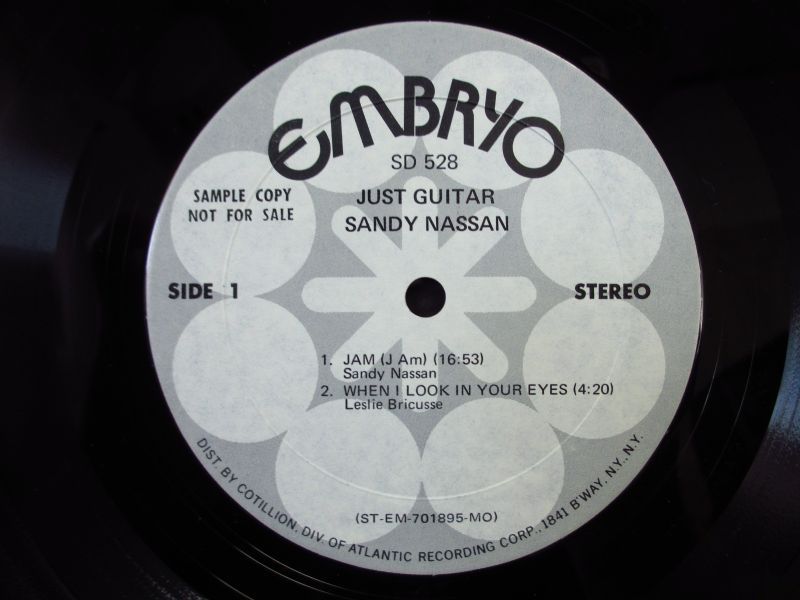 EMBRYO
SD 528
SAMPLE COPY
NOT FOR SALE
JUST GUITAR
SANDY NASSAN
SIDE 1
STEREO
1. JAM (J Am) (16:53)
Sandy Nassan
2. WHEN I LOOK IN YOUR EYES (4:20)
Leslie Bricusse
(ST-EM-701895-MO)
DIST. BY COTILLION, DIV. OF ATLANTIC RECORDING CORP., 1841 B'WAY, N.Y., N.Y.